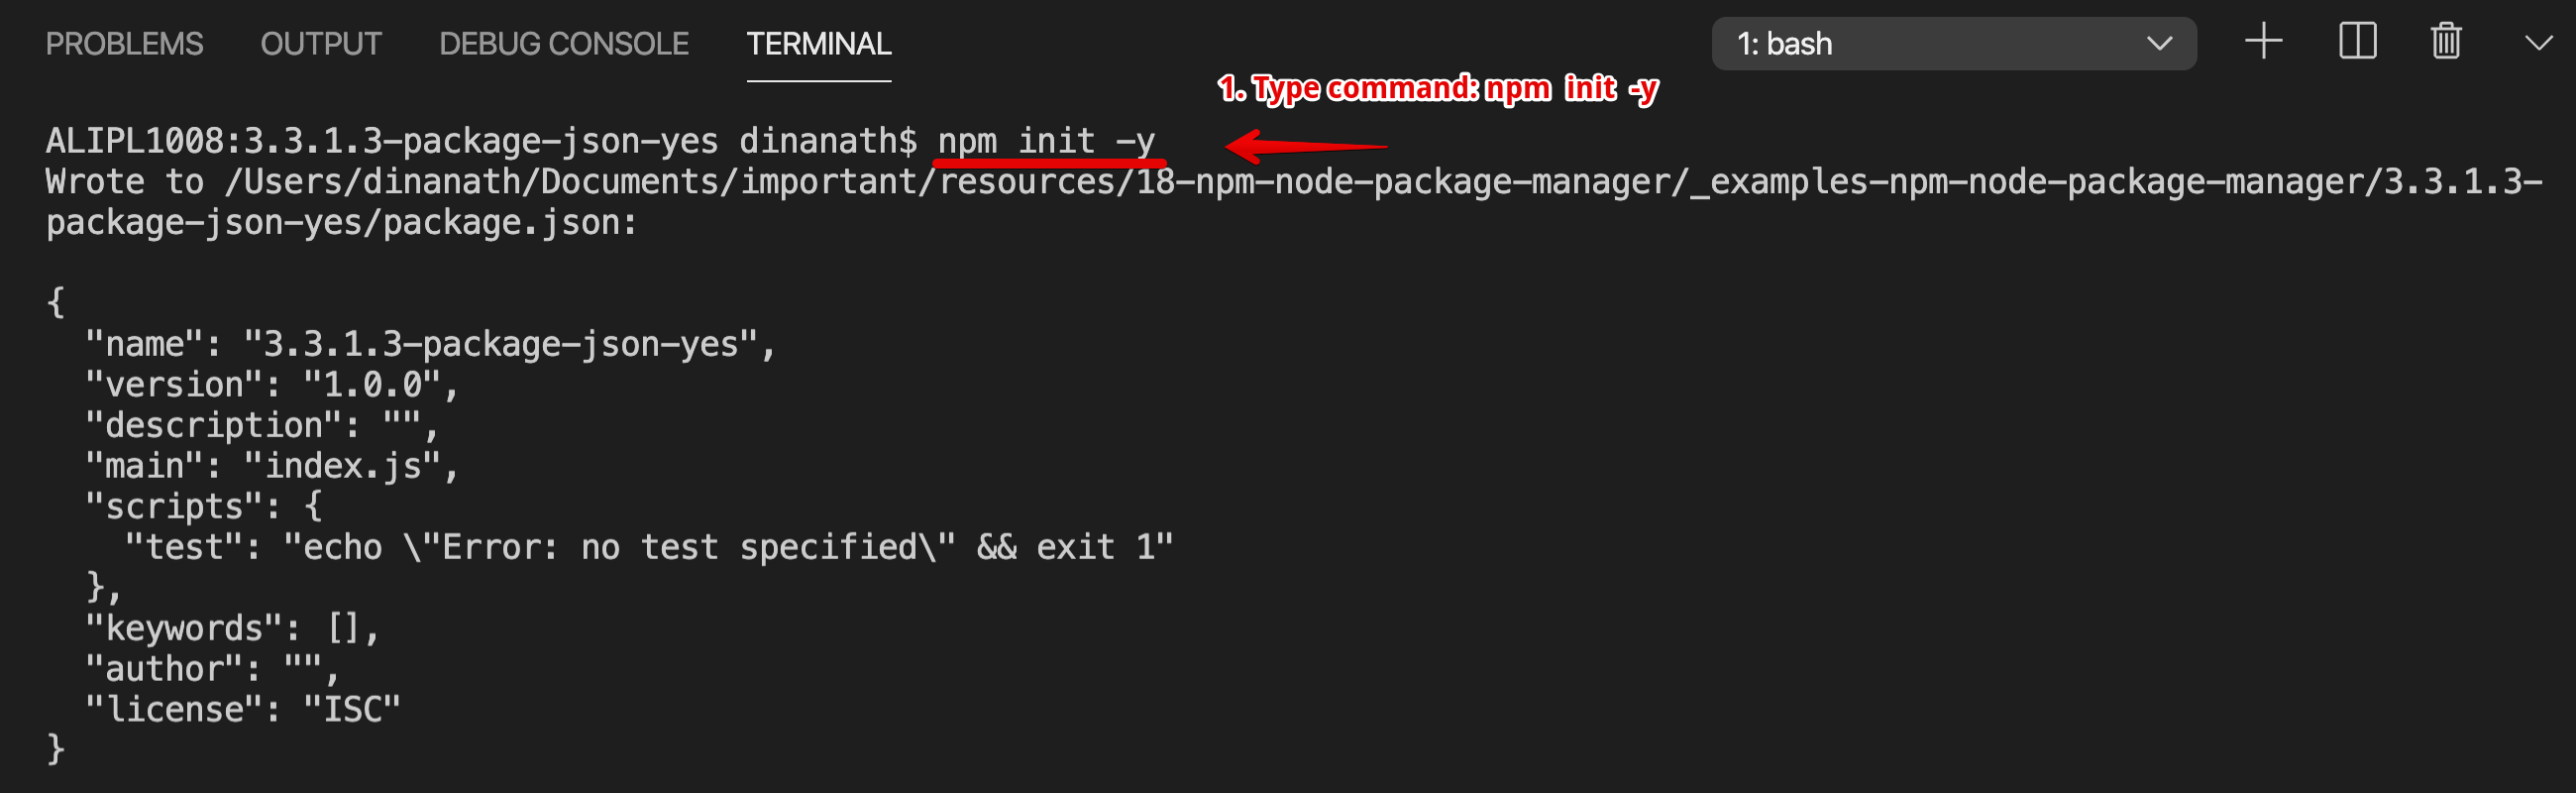 PROBLEMS OUTPUT DEBUG CONSOLE TERMINAL 1: bash
1. Type command: npm init -y
ALIPL1008:3.3.1.3-package-json-yes dinanath$ npm init -y
Wrote to /Users/dinanath/Documents/important/resources/18-npm-node-package-manager/_examples-npm-node-package-manager/3.3.1.3-
package-json-yes/package.json:
{
  "name": "3.3.1.3-package-json-yes",
  "version": "1.0.0",
  "description": "",
  "main": "index.js",
  "scripts": {
    "test": "echo \"Error: no test specified\" && exit 1"
  },
  "keywords": [],
  "author": "",
  "license": "ISC"
}